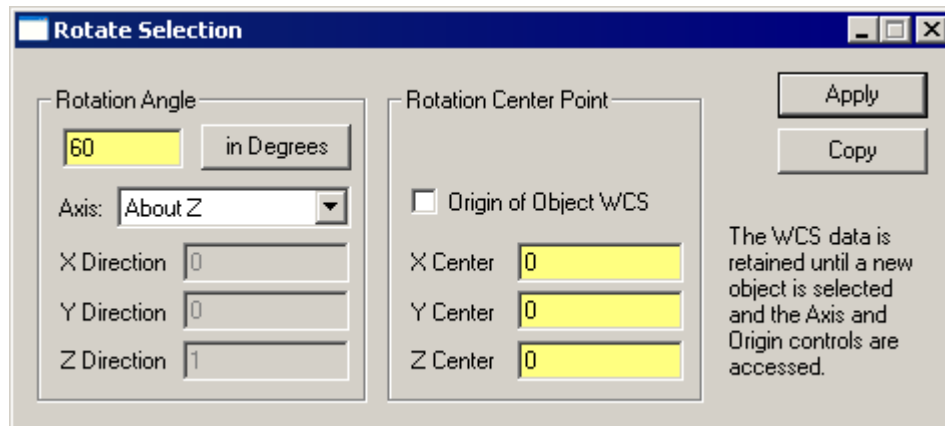 Rotate Selection
Rotation Angle
60 in Degrees
Axis: About Z
X Direction 0
Y Direction 0
Z Direction 1
Rotation Center Point
Origin of Object WCS
X Center 0
Y Center 0
Z Center 0
Apply
Copy
The WCS data is
retained until a new
object is selected
and the Axis and
Origin controls are
accessed.